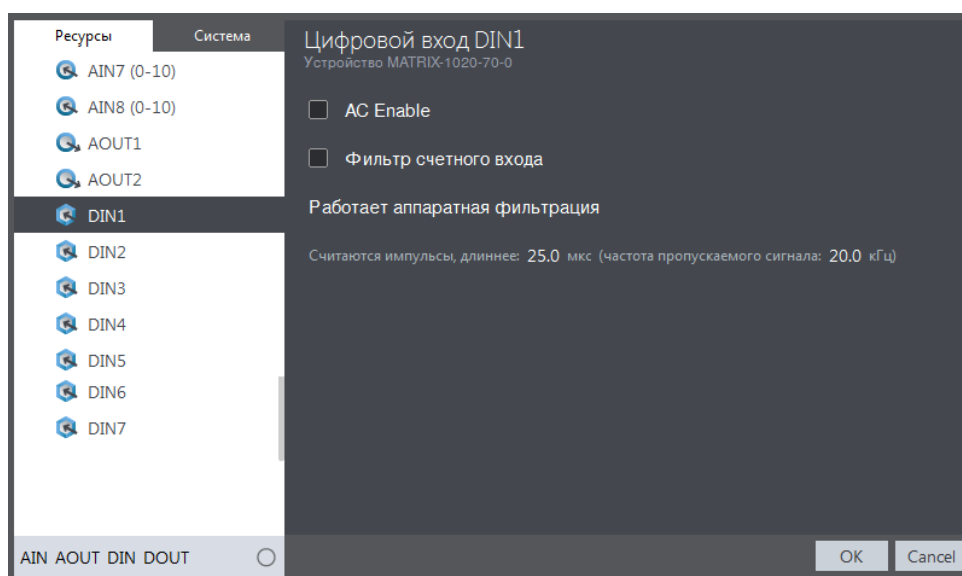 Ресурсы
Система
AIN7 (0-10)
AIN8 (0-10)
AOUT1
AOUT2
DIN1
DIN2
DIN3
DIN4
DIN5
DIN6
DIN7
AIN AOUT DIN DOUT
Цифровой вход DIN1
Устройство MATRIX-1020-70-0
AC Enable
Фильтр счетного входа
Работает аппаратная фильтрация
Считаются импульсы, длиннее: 25.0 мкс (частота пропускаемого сигнала: 20.0 кГц)
OK
Cancel